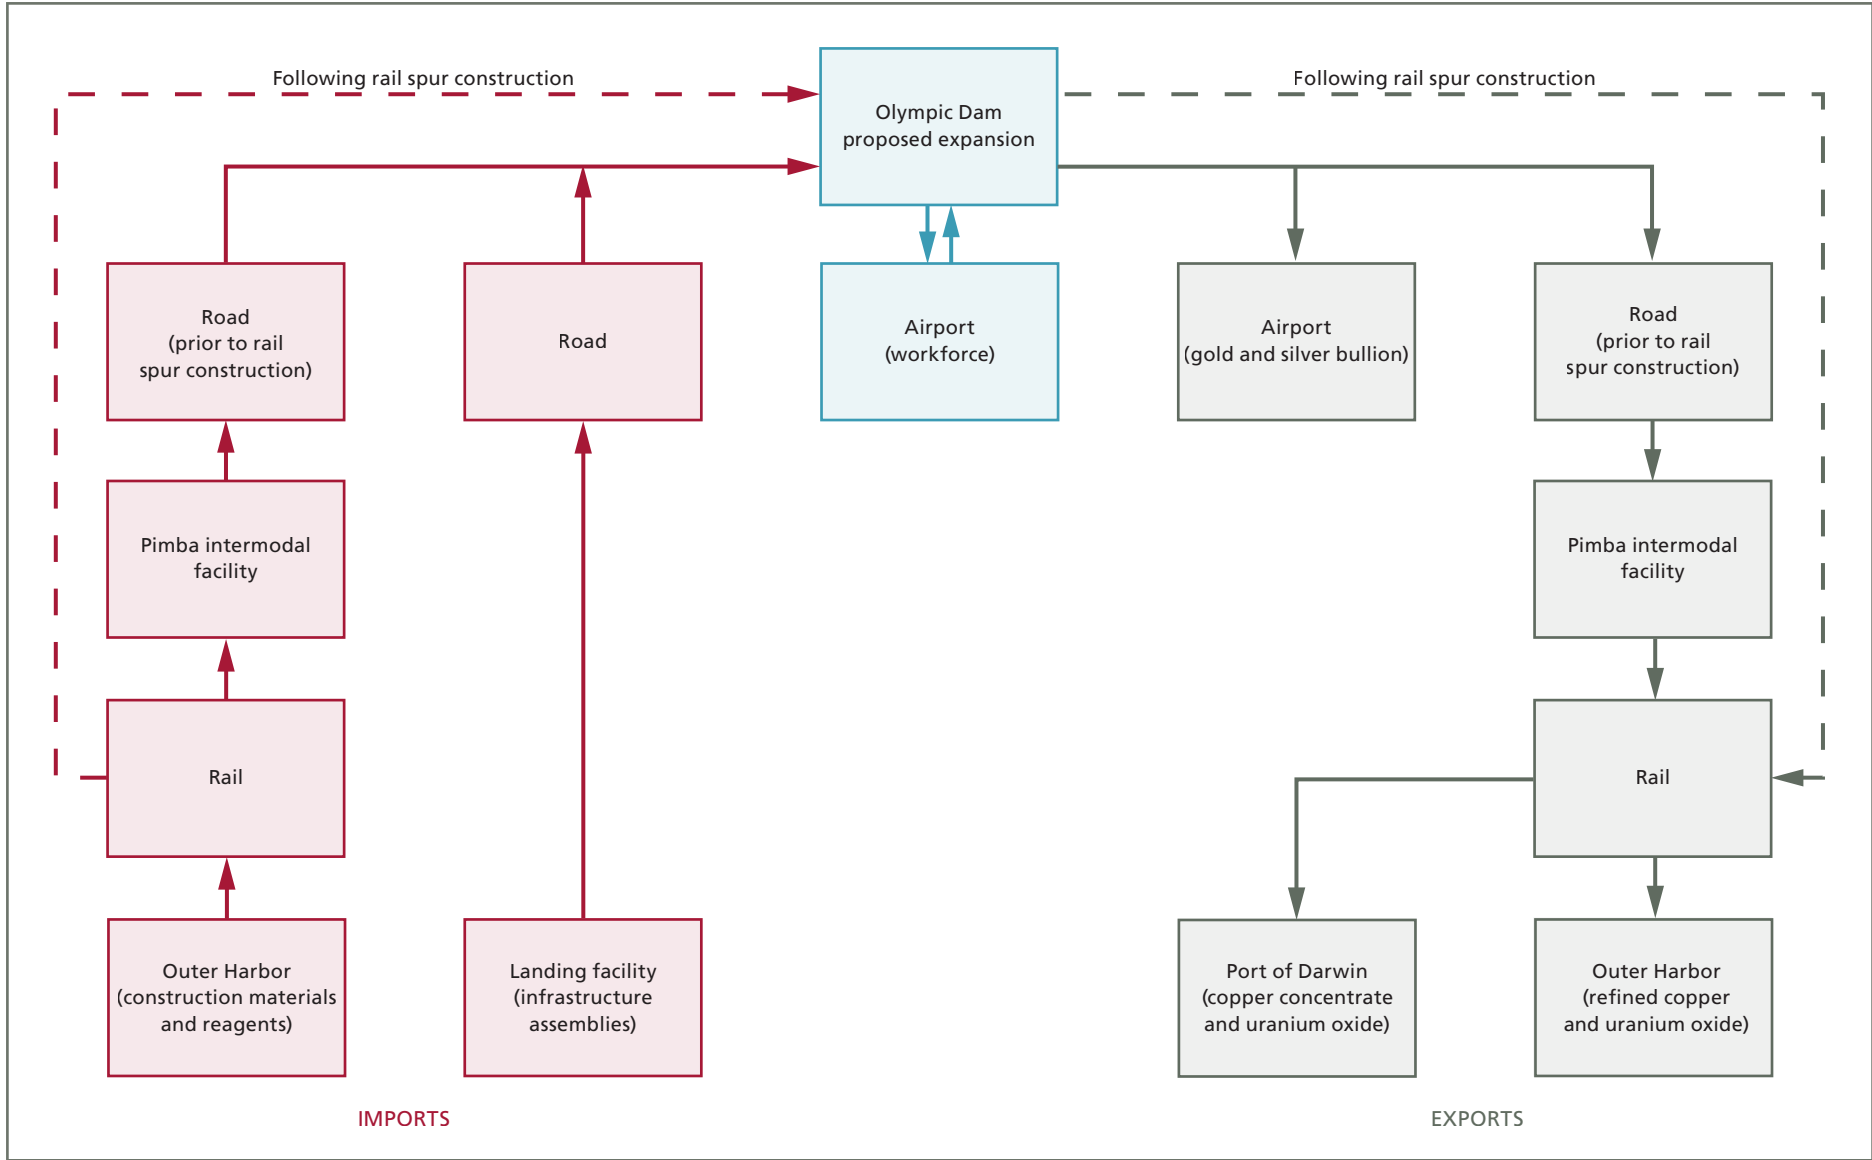 Following rail spur construction
Following rail spur construction
Olympic Dam
proposed expansion
Road
(prior to rail
spur construction)
Road
Airport
(workforce)
Airport
(gold and silver bullion)
Road
(prior to rail
spur construction)
Pimba intermodal
facility
Pimba intermodal
facility
Rail
Rail
Outer Harbor
(construction materials
and reagents)
Landing facility
(infrastructure
assemblies)
Port of Darwin
(copper concentrate
and uranium oxide)
Outer Harbor
(refined copper
and uranium oxide)
IMPORTS
EXPORTS